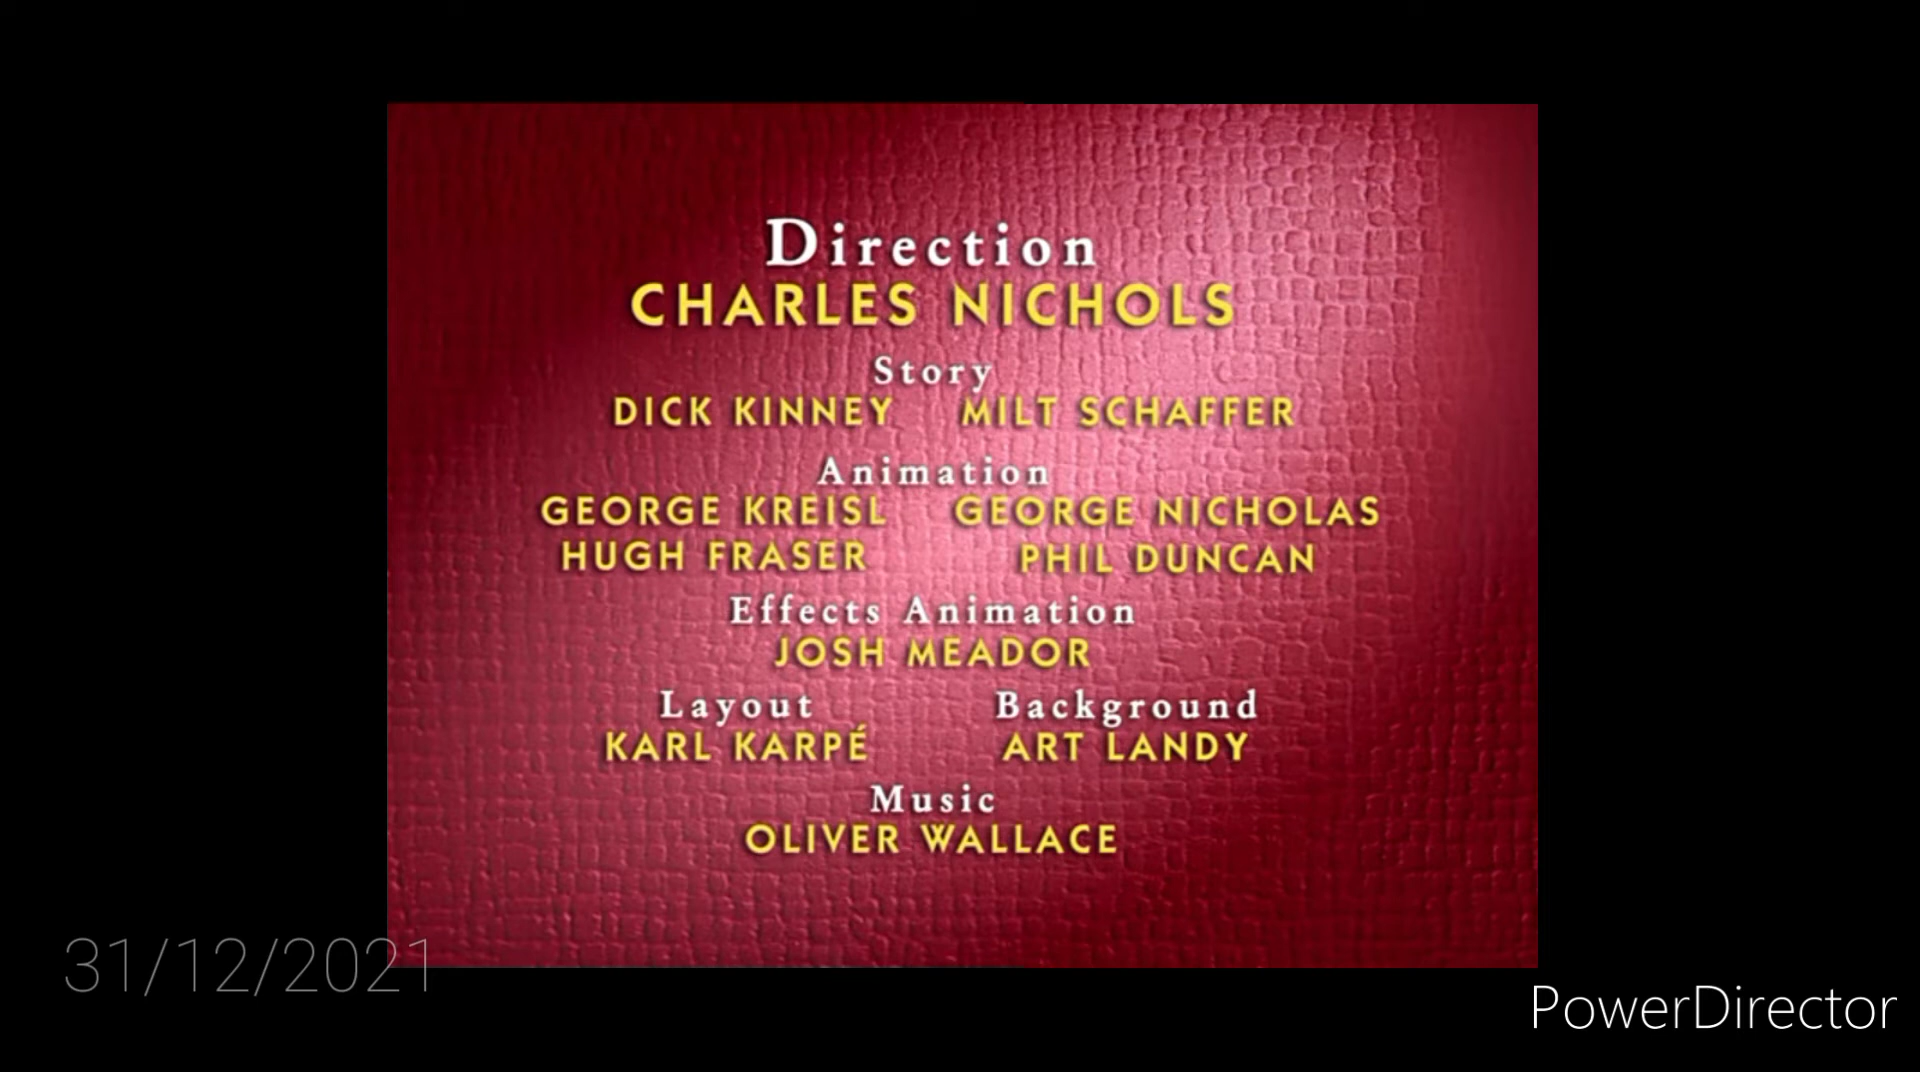 Direction
CHARLES NICHOLS
Story
DICK KINNEY MILT SCHAFFER
Animation
GEORGE KREISL GEORGE NICHOLAS
HUGH FRASER PHIL DUNCAN
Effects Animation
JOSH MEADOR
Layout Background
KARL KARPÉ ART LANDY
Music
OLIVER WALLACE
31/12/2021
PowerDirector